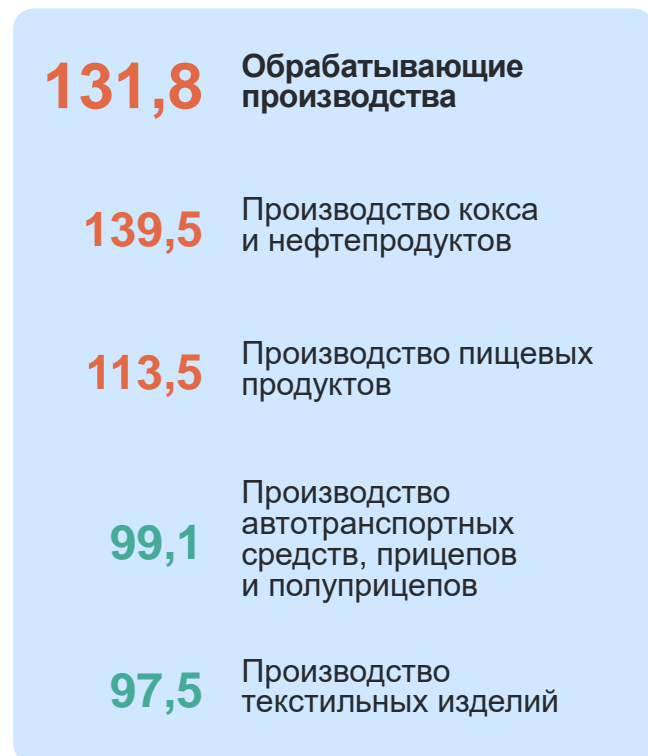 131,8
Обрабатывающие
производства
139,5
Производство кокса
и нефтепродуктов
113,5
Производство пищевых
продуктов
99,1
Производство
автотранспортных
средств, прицепов
и полуприцепов
97,5
Производство
текстильных изделий